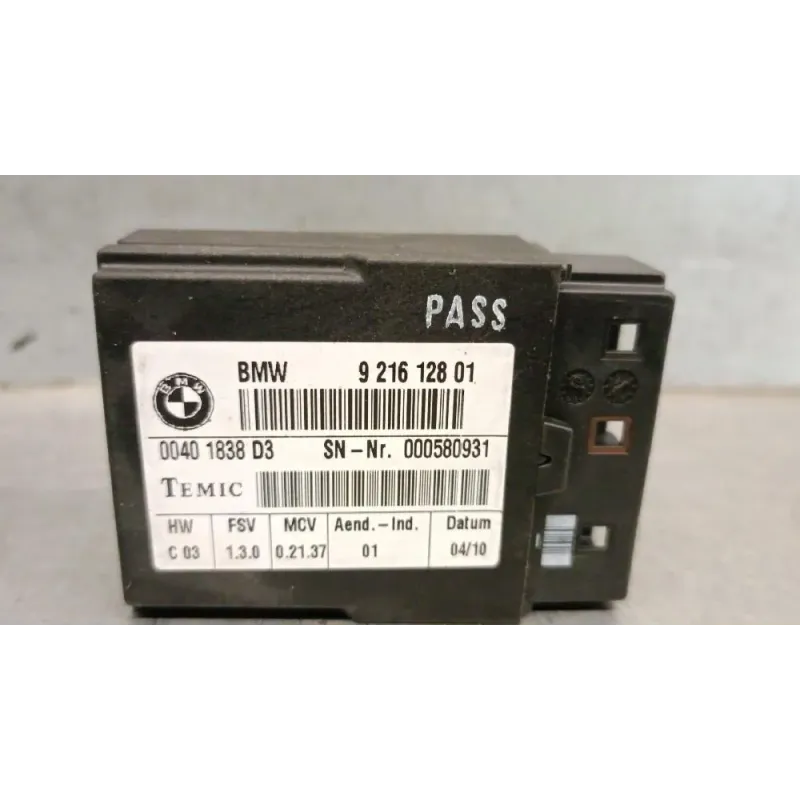 PASS
BMW 9 216 128 01
BMW
0040 1838 D3 SN-Nr. 000580931
TEMIC
HW FSV MCV Aend.-Ind. Datum
C 03 1.3.0 0.21.37 01 04/10